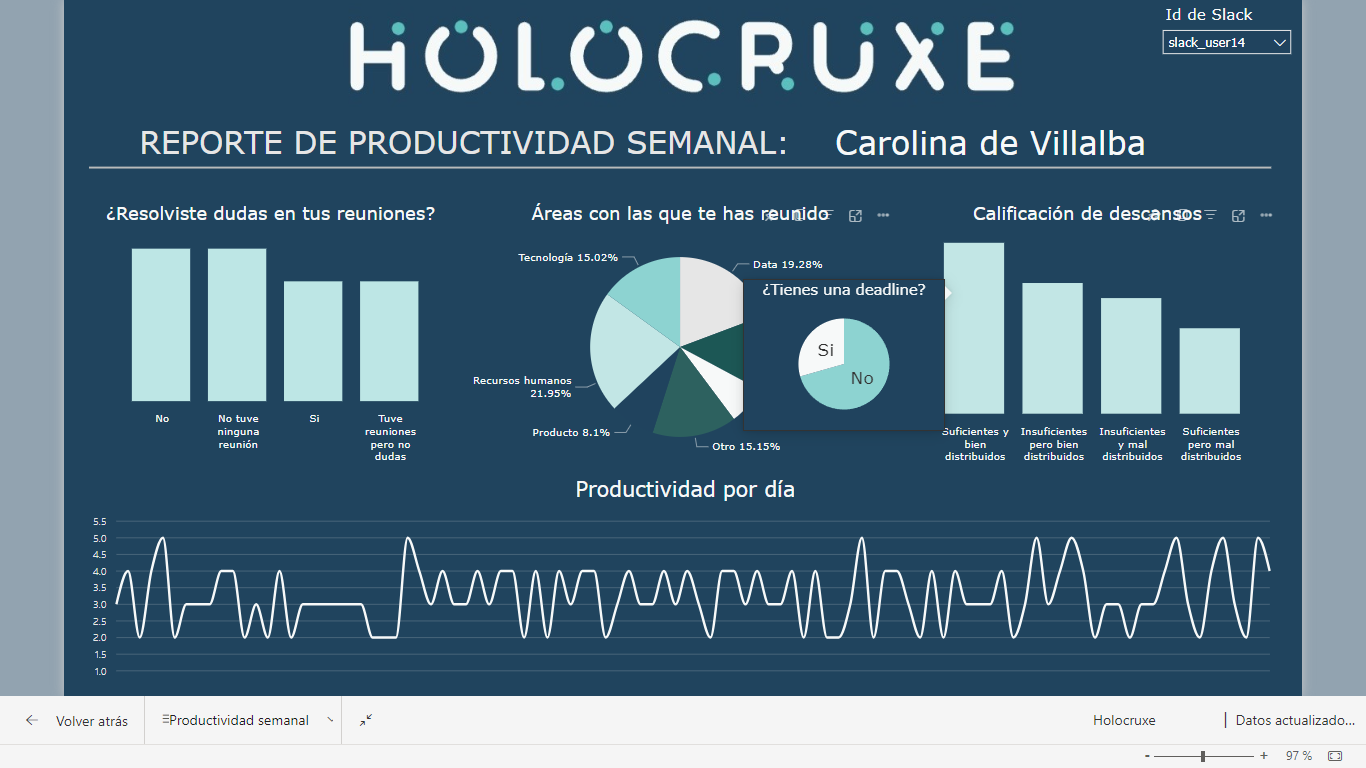 HOLOCRUXE
Id de Slack
slack_user14
REPORTE DE PRODUCTIVIDAD SEMANAL:
Carolina de Villalba
¿Resolviste dudas en tus reuniones?
No
No tuve
ninguna
reunión
Si
Tuve
reuniones
pero no
dudas
Áreas con las que te has reunido
Tecnología 15.02%
Data 19.28%
Recursos humanos
21.95%
Producto 8.1%
Otro 15.15%
¿Tienes una deadline?
Si
No
Calificación de descansos
Suficientes y
bien
distribuidos
Insuficientes
pero bien
distribuidos
Insuficientes
y mal
distribuidos
Suficientes
pero mal
distribuidos
Productividad por día
5.5
5.0
4.5
4.0
3.5
3.0
2.5
2.0
1.5
1.0
Volver atrás
Productividad semanal
Holocruxe
Datos actualizado...
- + 97 %